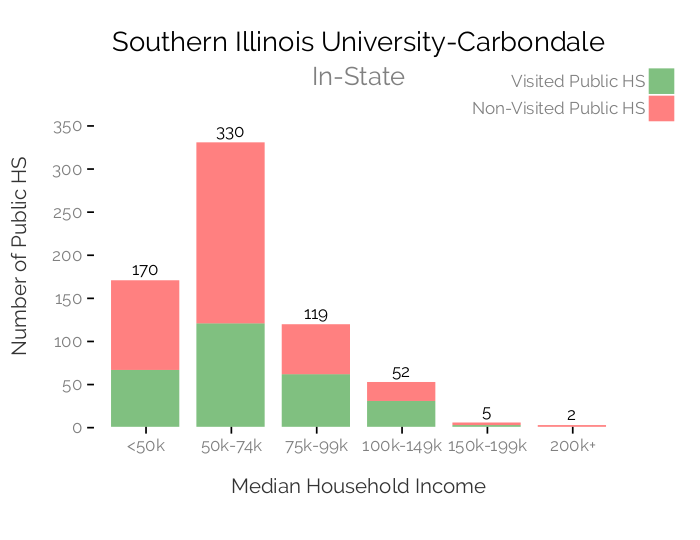 Southern Illinois University-Carbondale
In-State
Visited Public HS
Non-Visited Public HS
Number of Public HS
350
300
250
200
150
100
50
0
170
330
119
52
5
2
<50k
50k-74k
75k-99k
100k-149k
150k-199k
200k+
Median Household Income